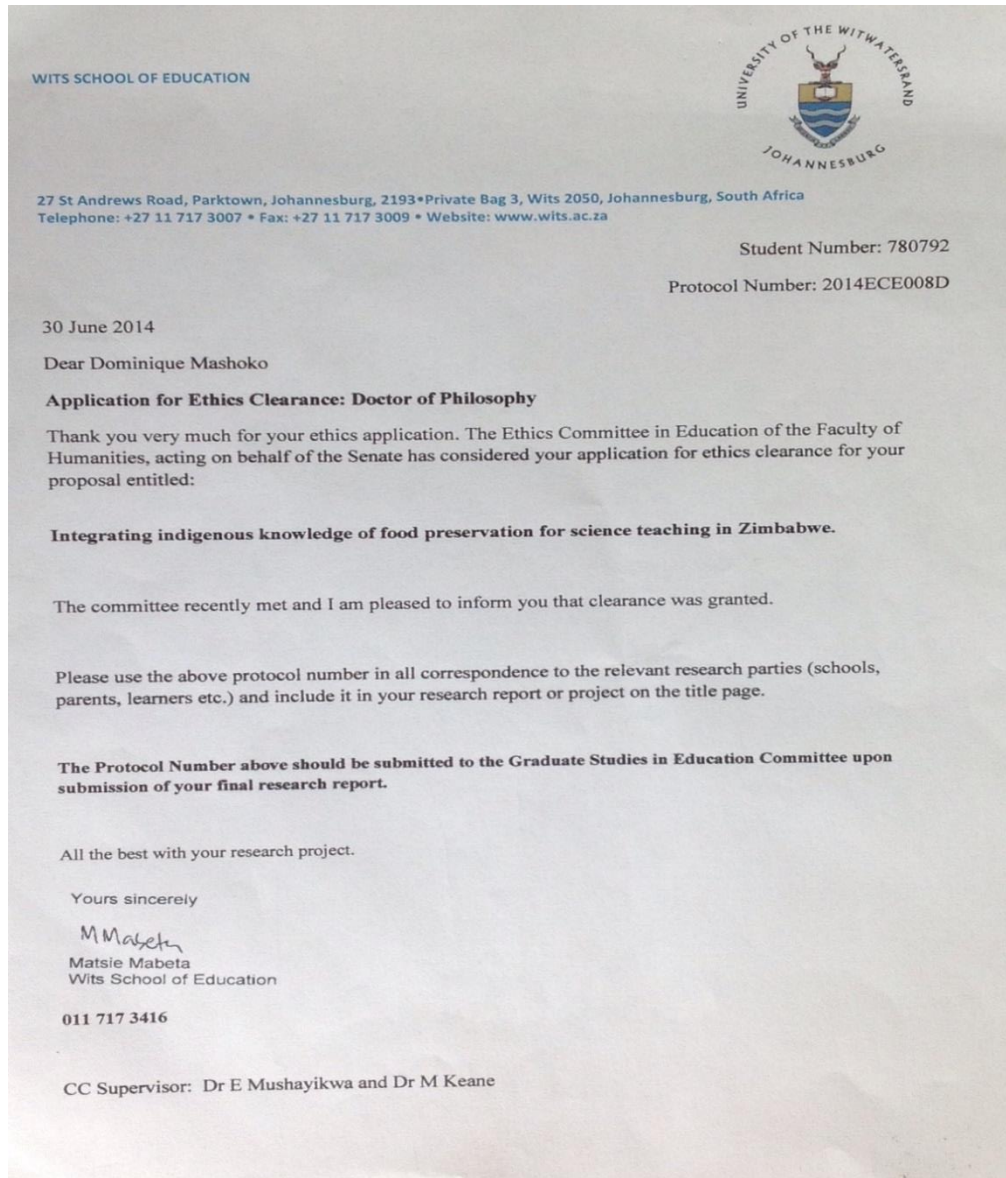 WITS SCHOOL OF EDUCATION
UNIVERSITY OF THE WITWATERSRAND
JOHANNESBURG
27 St Andrews Road, Parktown, Johannesburg, 2193•Private Bag 3, Wits 2050, Johannesburg, South Africa
Telephone: +27 11 717 3007 • Fax: +27 11 717 3009 • Website: www.wits.ac.za
Student Number: 780792
Protocol Number: 2014ECE008D
30 June 2014
Dear Dominique Mashoko
Application for Ethics Clearance: Doctor of Philosophy
Thank you very much for your ethics application. The Ethics Committee in Education of the Faculty of
Humanities, acting on behalf of the Senate has considered your application for ethics clearance for your
proposal entitled:
Integrating indigenous knowledge of food preservation for science teaching in Zimbabwe.
The committee recently met and I am pleased to inform you that clearance was granted.
Please use the above protocol number in all correspondence to the relevant research parties (schools,
parents, learners etc.) and include it in your research report or project on the title page.
The Protocol Number above should be submitted to the Graduate Studies in Education Committee upon
submission of your final research report.
All the best with your research project.
Yours sincerely
MMabeta
Matsie Mabeta
Wits School of Education
011 717 3416
CC Supervisor: Dr E Mushayikwa and Dr M Keane